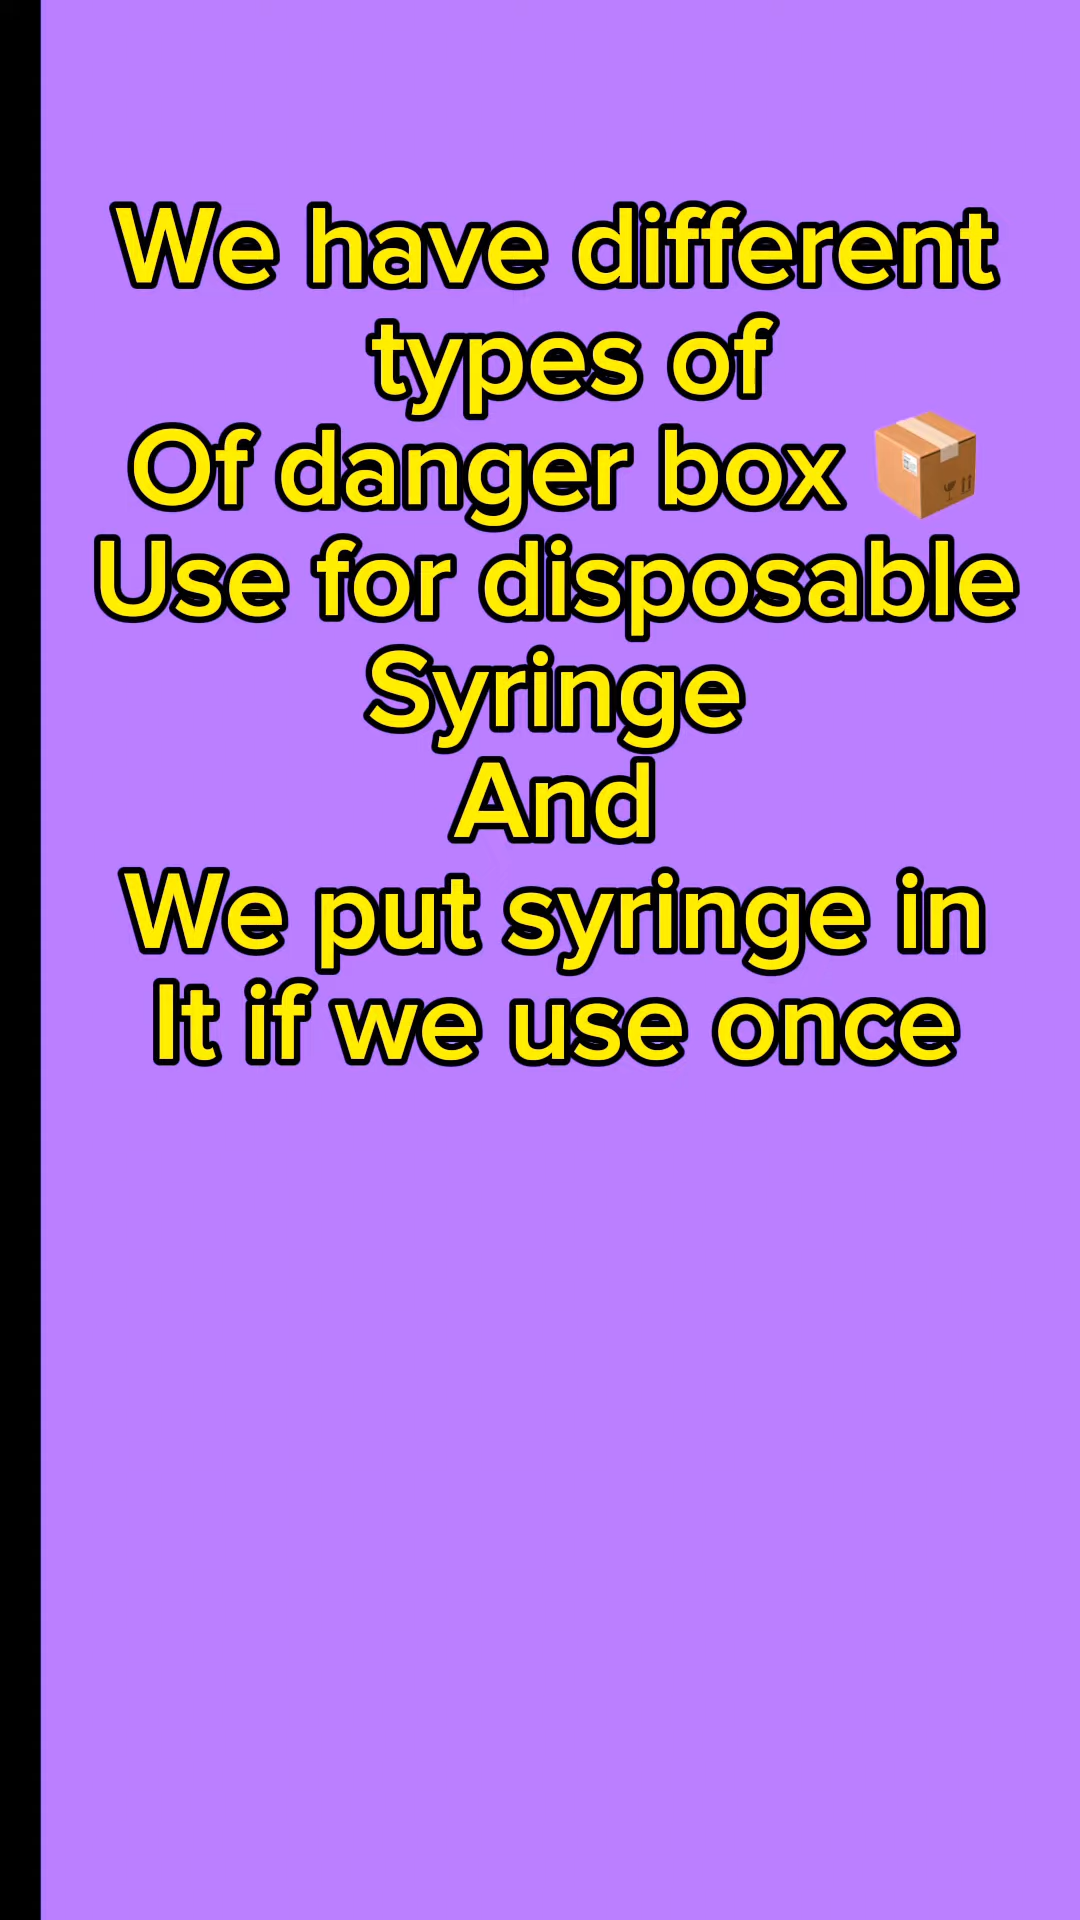 We have different
types of
Of danger box 📦
Use for disposable
Syringe
And
We put syringe in
It if we use once